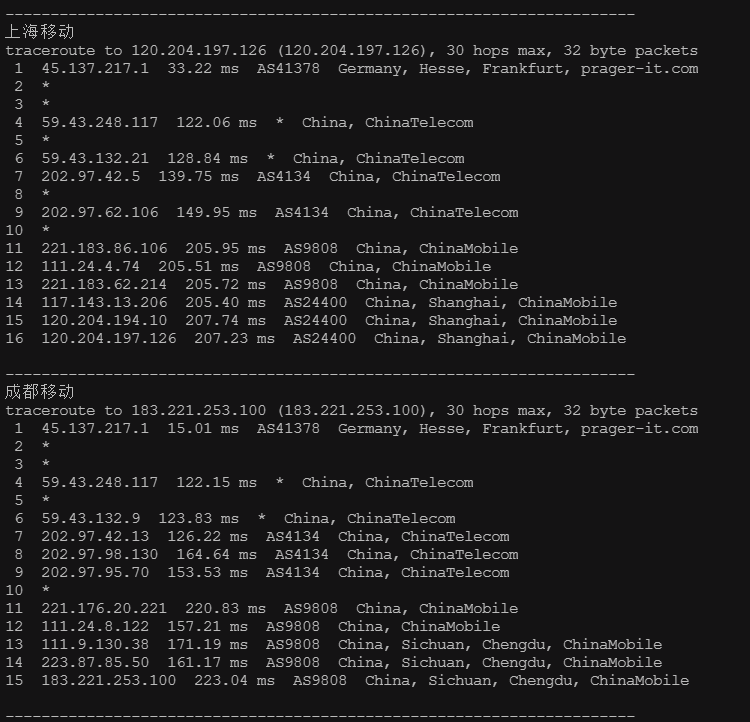 ----------------------------------------------------------------------
上海移动
traceroute to 120.204.197.126 (120.204.197.126), 30 hops max, 32 byte packets
 1  45.137.217.1  33.22 ms  AS41378  Germany, Hesse, Frankfurt, prager-it.com
 2  *
 3  *
 4  59.43.248.117  122.06 ms  *  China, ChinaTelecom
 5  *
 6  59.43.132.21  128.84 ms  *  China, ChinaTelecom
 7  202.97.42.5  139.75 ms  AS4134  China, ChinaTelecom
 8  *
 9  202.97.62.106  149.95 ms  AS4134  China, ChinaTelecom
10  *
11  221.183.86.106  205.95 ms  AS9808  China, ChinaMobile
12  111.24.4.74  205.51 ms  AS9808  China, ChinaMobile
13  221.183.62.214  205.72 ms  AS9808  China, ChinaMobile
14  117.143.13.206  205.40 ms  AS24400  China, Shanghai, ChinaMobile
15  120.204.194.10  207.74 ms  AS24400  China, Shanghai, ChinaMobile
16  120.204.197.126  207.23 ms  AS24400  China, Shanghai, ChinaMobile
----------------------------------------------------------------------
成都移动
traceroute to 183.221.253.100 (183.221.253.100), 30 hops max, 32 byte packets
 1  45.137.217.1  15.01 ms  AS41378  Germany, Hesse, Frankfurt, prager-it.com
 2  *
 3  *
 4  59.43.248.117  122.15 ms  *  China, ChinaTelecom
 5  *
 6  59.43.132.9  123.83 ms  *  China, ChinaTelecom
 7  202.97.42.13  126.22 ms  AS4134  China, ChinaTelecom
 8  202.97.98.130  164.64 ms  AS4134  China, ChinaTelecom
 9  202.97.95.70  153.53 ms  AS4134  China, ChinaTelecom
10  *
11  221.176.20.221  220.83 ms  AS9808  China, ChinaMobile
12  111.24.8.122  157.21 ms  AS9808  China, ChinaMobile
13  111.9.130.38  171.19 ms  AS9808  China, Sichuan, Chengdu, ChinaMobile
14  223.87.85.50  161.17 ms  AS9808  China, Sichuan, Chengdu, ChinaMobile
15  183.221.253.100  223.04 ms  AS9808  China, Sichuan, Chengdu, ChinaMobile
----------------------------------------------------------------------